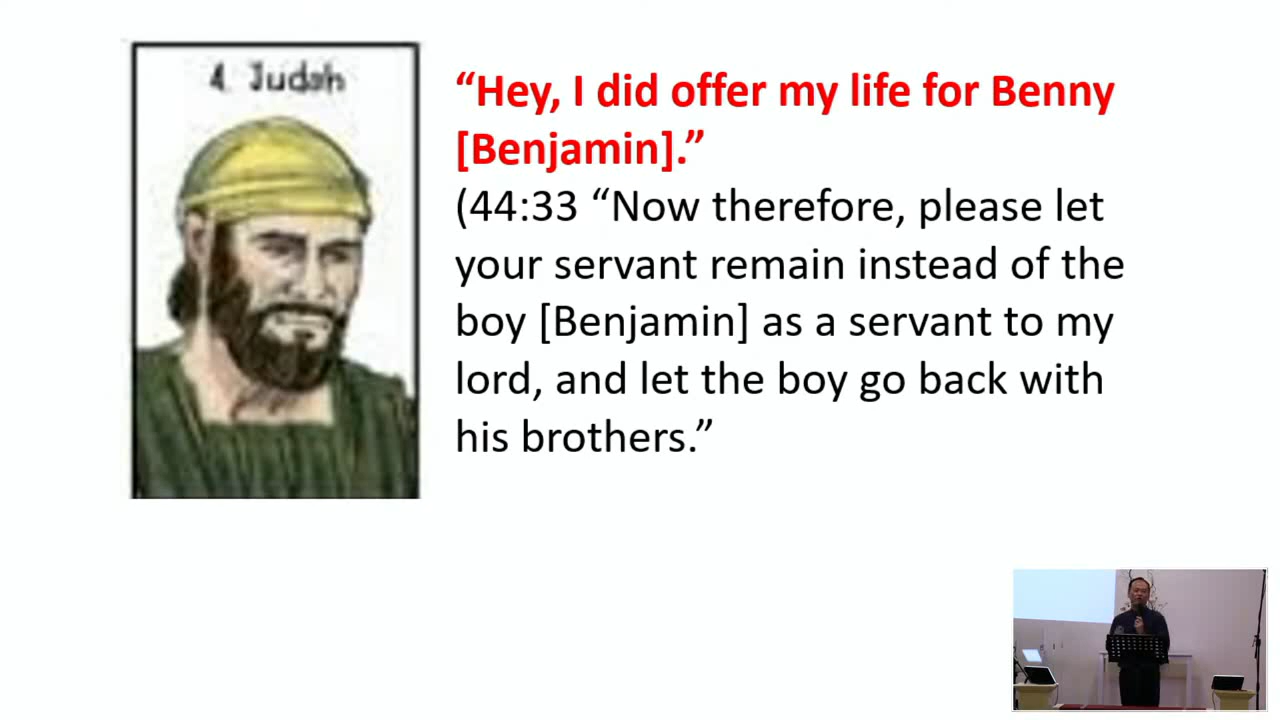 4. Judah
“Hey, I did offer my life for Benny
[Benjamin].”
(44:33 “Now therefore, please let
your servant remain instead of the
boy [Benjamin] as a servant to my
lord, and let the boy go back with
his brothers.”